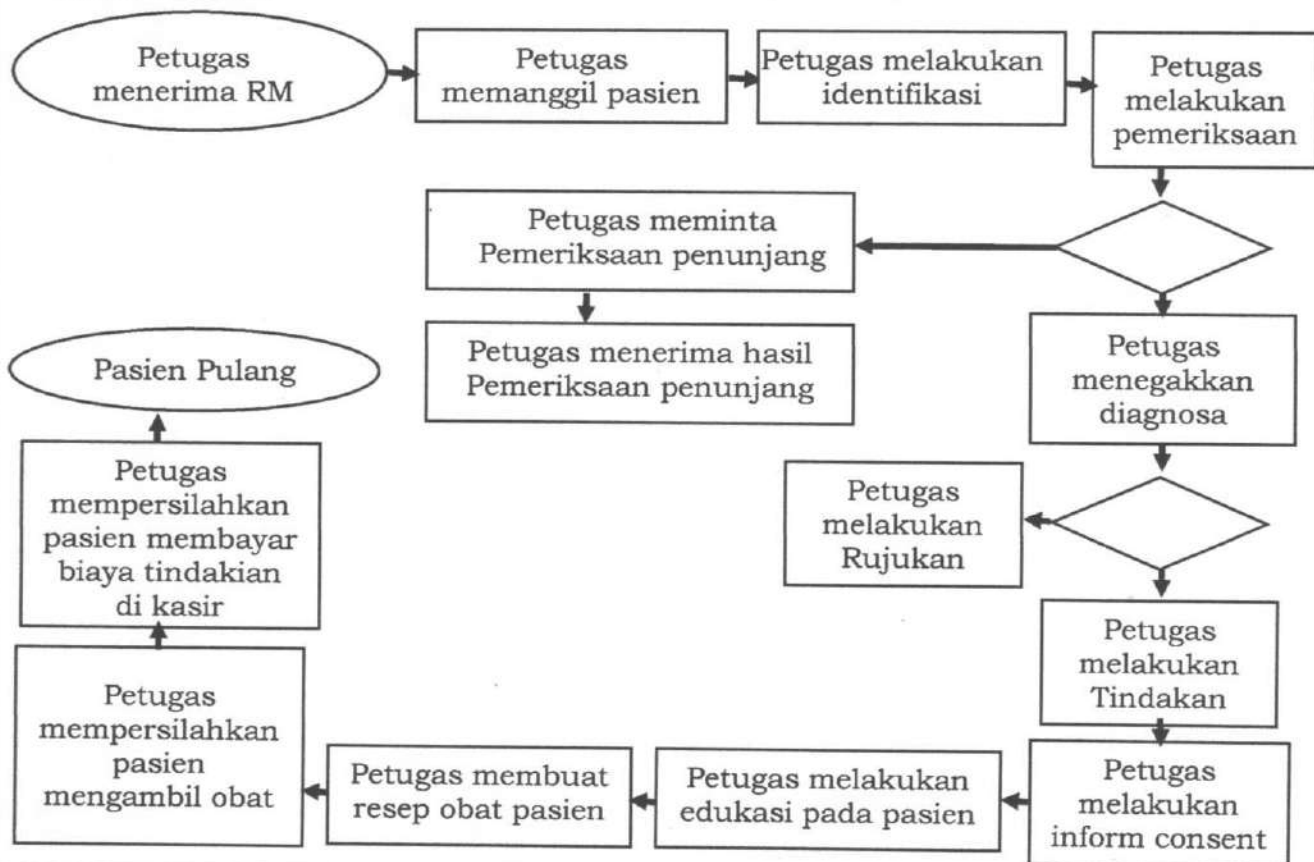 Petugas
menerima RM
Petugas
memanggil pasien
Petugas melakukan
identifikasi
Petugas
melakukan
pemeriksaan
Petugas meminta
Pemeriksaan penunjang
Petugas menerima hasil
Pemeriksaan penunjang
Petugas
menegakkan
diagnosa
Petugas
melakukan
Rujukan
Petugas
melakukan
Tindakan
Petugas
melakukan
inform consent
Petugas melakukan
edukasi pada pasien
Petugas membuat
resep obat pasien
Petugas
mempersilahkan
pasien
mengambil obat
Petugas
mempersilahkan
pasien membayar
biaya tindakian
di kasir
Pasien Pulang